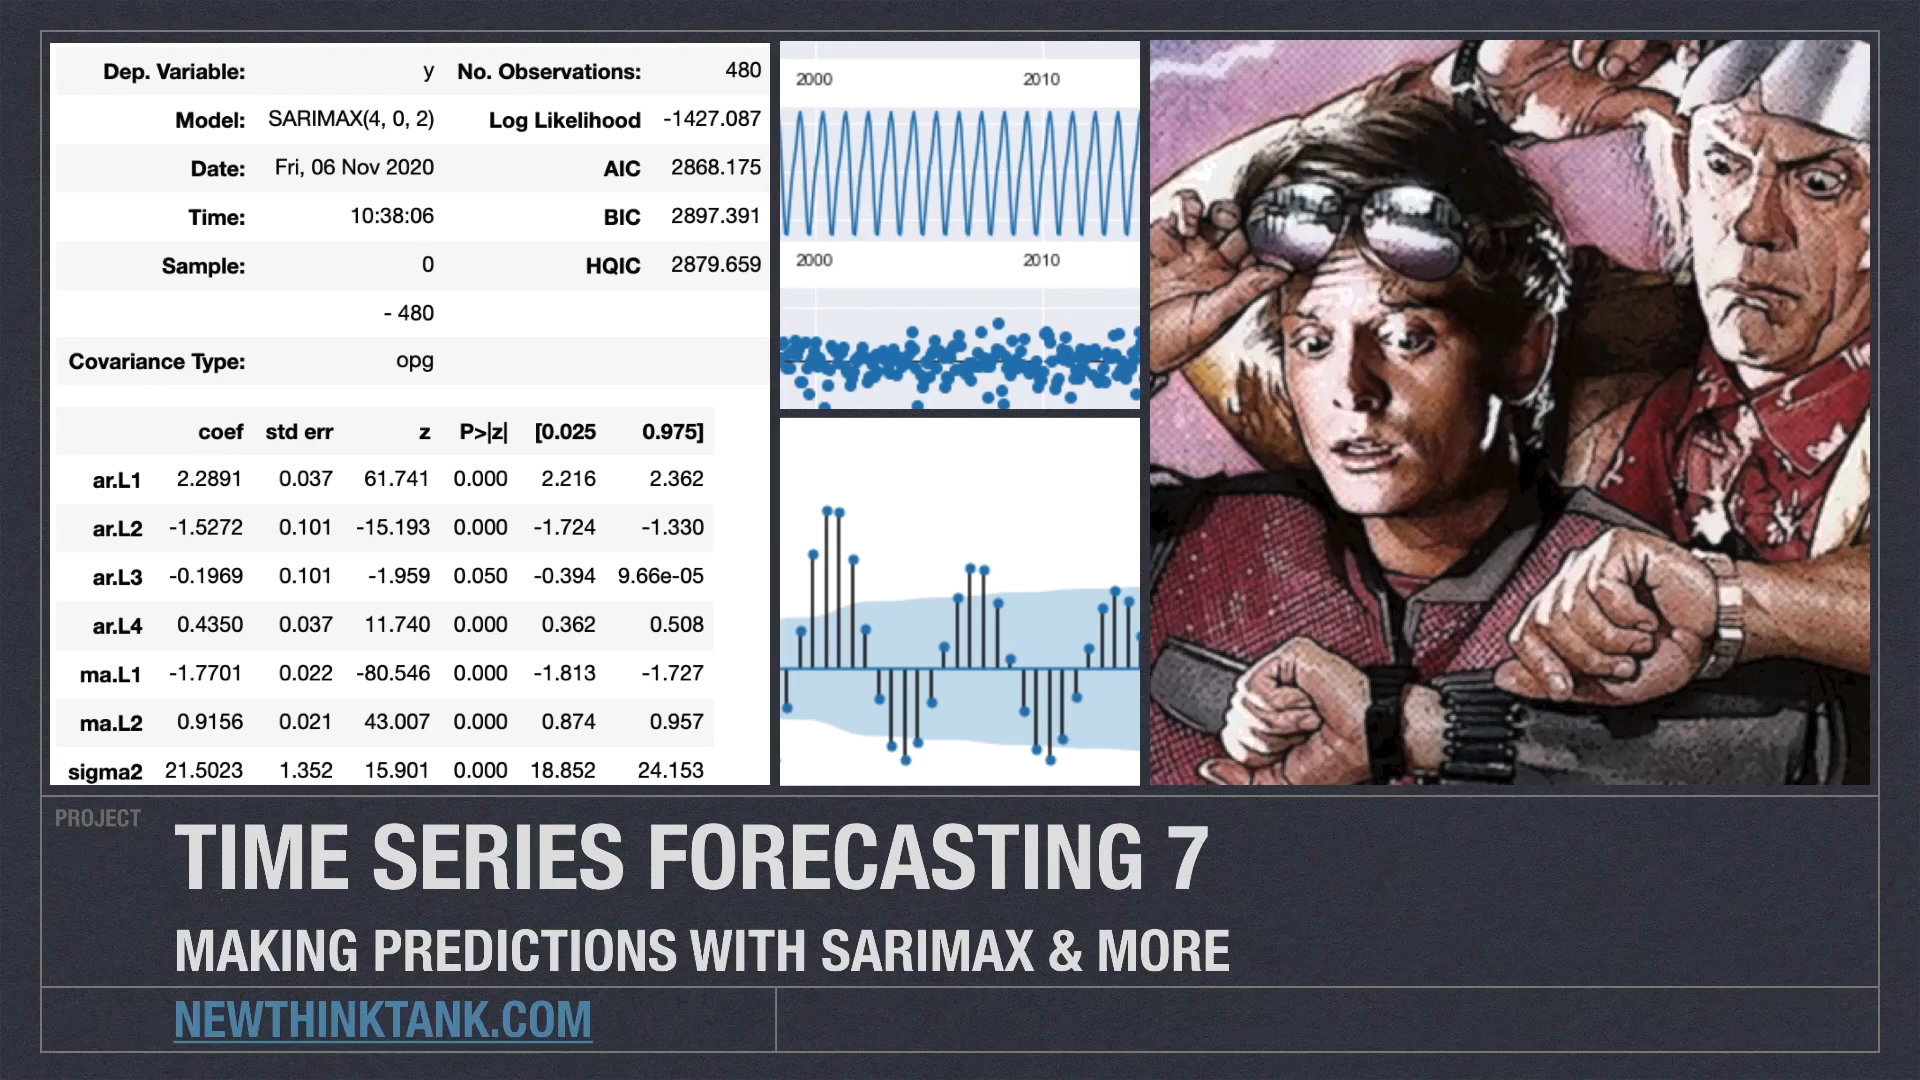 Dep. Variable: y No. Observations: 480
Model: SARIMAX(4, 0, 2) Log Likelihood -1427.087
Date: Fri, 06 Nov 2020 AIC 2868.175
Time: 10:38:06 BIC 2897.391
Sample: 0 HQIC 2879.659
- 480
Covariance Type: opg
coef std err z P>|z| [0.025 0.975]
ar.L1 2.2891 0.037 61.741 0.000 2.216 2.362
ar.L2 -1.5272 0.101 -15.193 0.000 -1.724 -1.330
ar.L3 -0.1969 0.101 -1.959 0.050 -0.394 9.66e-05
ar.L4 0.4350 0.037 11.740 0.000 0.362 0.508
ma.L1 -1.7701 0.022 -80.546 0.000 -1.813 -1.727
ma.L2 0.9156 0.021 43.007 0.000 0.874 0.957
sigma2 21.5023 1.352 15.901 0.000 18.852 24.153
2000 2010
2000 2010
PROJECT
TIME SERIES FORECASTING 7
MAKING PREDICTIONS WITH SARIMAX & MORE
NEWTHINKTANK.COM